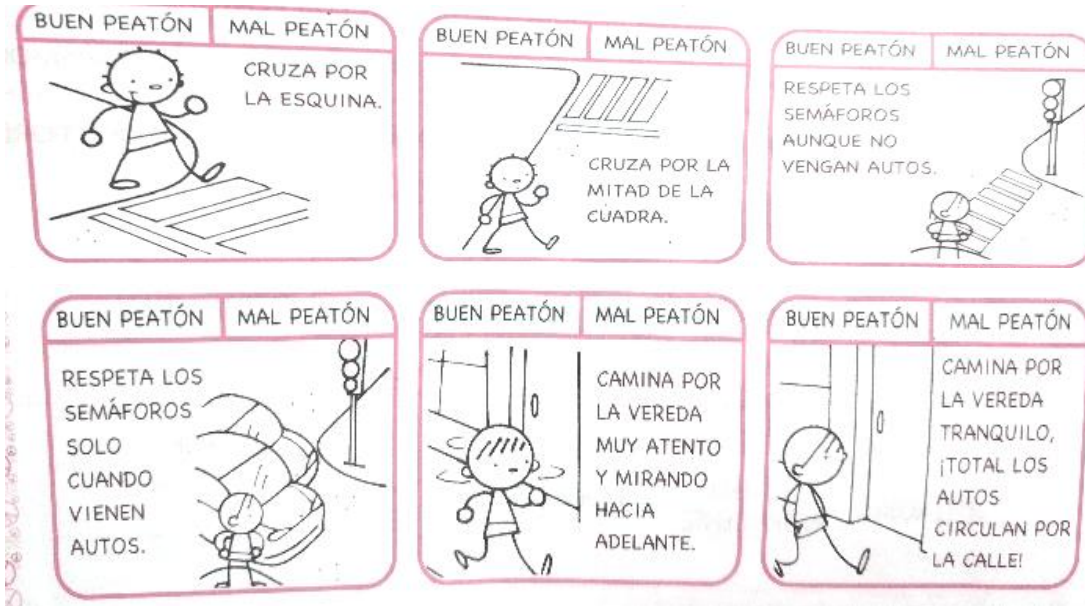 BUEN PEATÓN MAL PEATÓN
CRUZA POR
LA ESQUINA.
BUEN PEATÓN MAL PEATÓN
CRUZA POR LA
MITAD DE LA
CUADRA.
BUEN PEATÓN MAL PEATÓN
RESPETA LOS
SEMÁFOROS
AUNQUE NO
VENGAN AUTOS.
BUEN PEATÓN MAL PEATÓN
RESPETA LOS
SEMÁFOROS
SOLO
CUANDO
VIENEN
AUTOS.
BUEN PEATÓN MAL PEATÓN
CAMINA POR
LA VEREDA
MUY ATENTO
Y MIRANDO
HACIA
ADELANTE.
BUEN PEATÓN MAL PEATÓN
CAMINA POR
LA VEREDA
TRANQUILO,
¡TOTAL LOS
AUTOS
CIRCULAN POR
LA CALLE!